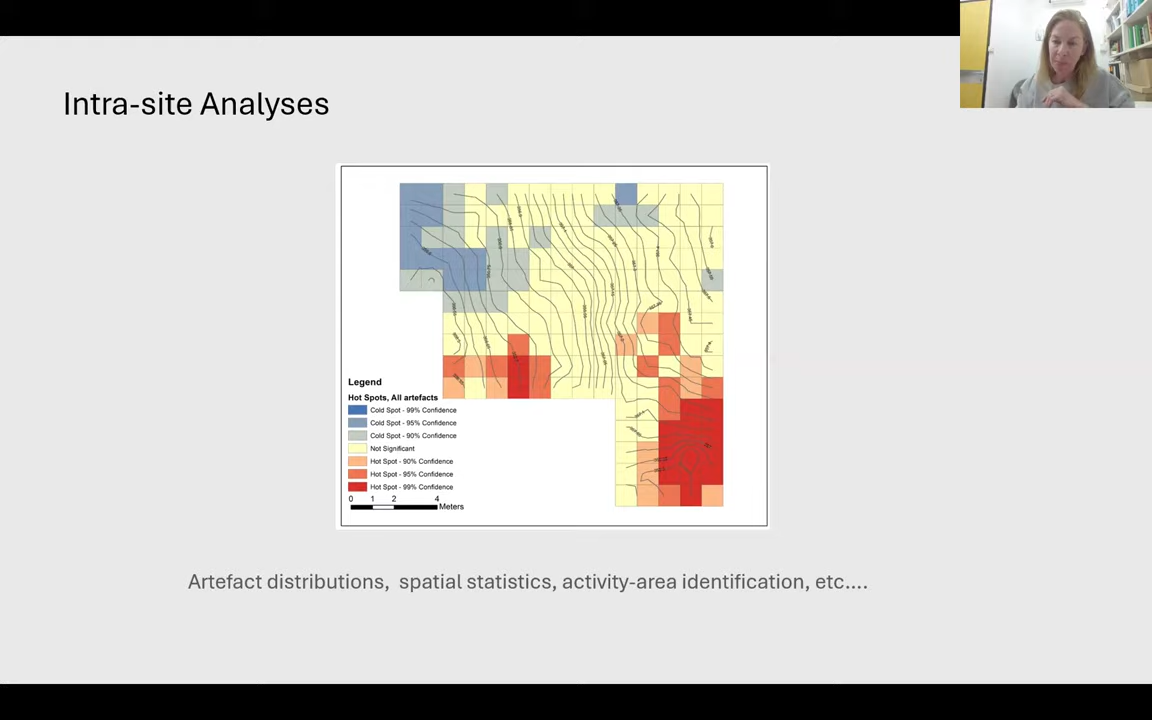 Intra-site Analyses
Legend
Hot Spots, All artefacts
Cold Spot - 99% Confidence
Cold Spot - 95% Confidence
Cold Spot - 90% Confidence
Not Significant
Hot Spot - 90% Confidence
Hot Spot - 95% Confidence
Hot Spot - 99% Confidence
0 1 2 4
Meters
Artefact distributions,  spatial statistics, activity-area identification, etc....